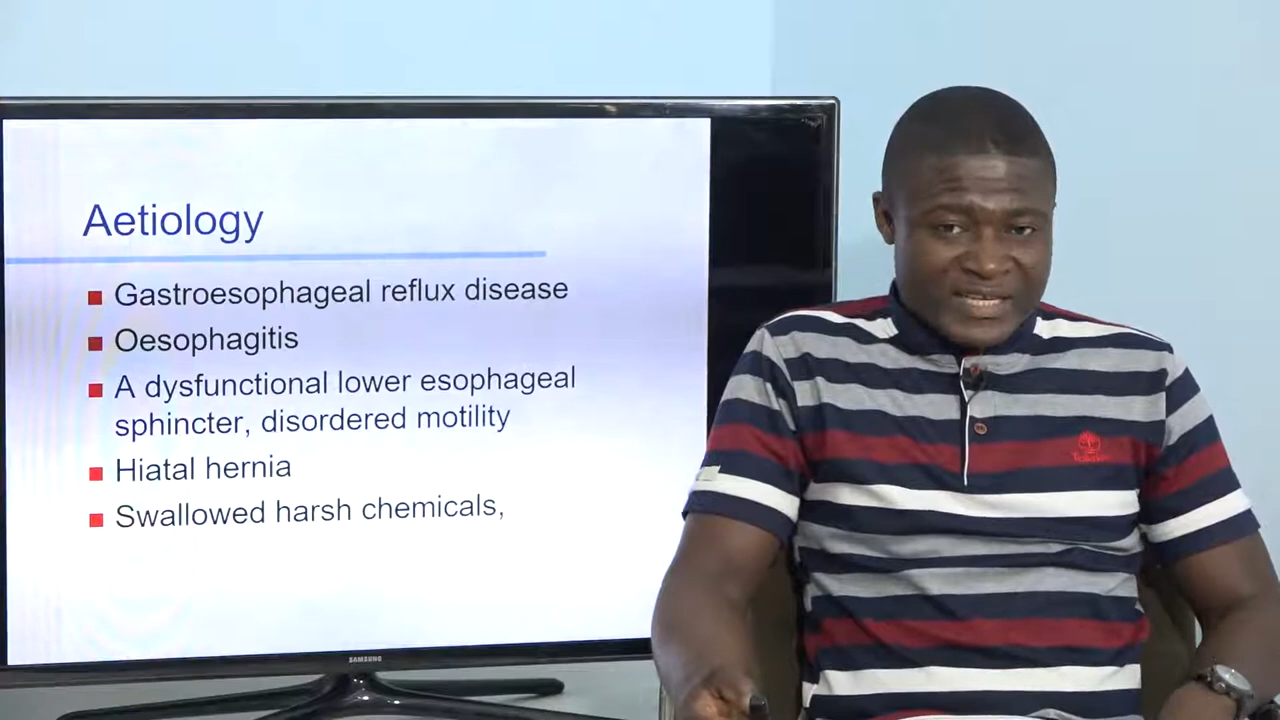 Aetiology
Gastroesophageal reflux disease
Oesophagitis
A dysfunctional lower esophageal
sphincter, disordered motility
Hiatal hernia
Swallowed harsh chemicals,
SAMSUNG